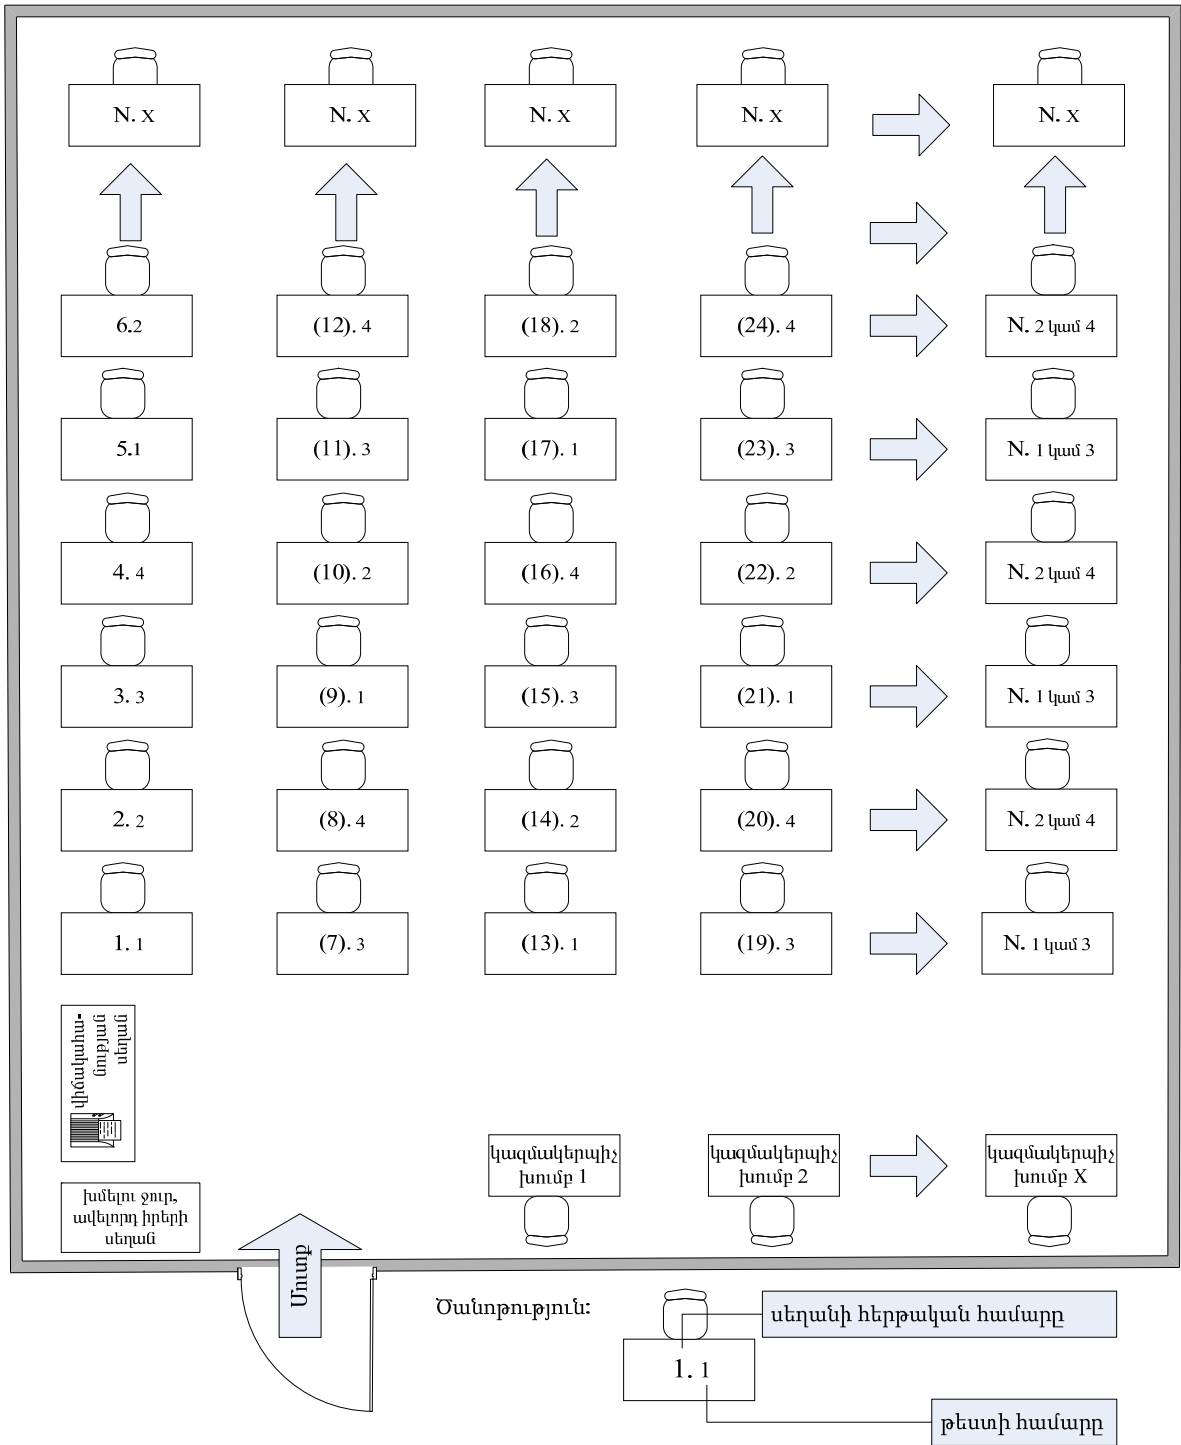 N. X
N. X
N. X
N. X
N. X
6.2
(12). 4
(18). 2
(24). 4
N. 2 կամ 4
5.1
(11). 3
(17). 1
(23). 3
N. 1 կամ 3
4. 4
(10). 2
(16). 4
(22). 2
N. 2 կամ 4
3. 3
(9). 1
(15). 3
(21). 1
N. 1 կամ 3
2. 2
(8). 4
(14). 2
(20). 4
N. 2 կամ 4
1. 1
(7). 3
(13). 1
(19). 3
N. 1 կամ 3
վիճակահա-
նության
սեղան
կազմակերպիչ
խումբ 1
կազմակերպիչ
խումբ 2
կազմակերպիչ
խումբ X
խմելու ջուր,
ավելորդ իրերի
սեղան
Մուտք
Ծանոթություն:
սեղանի հերթական համարը
1. 1
թեստի համարը